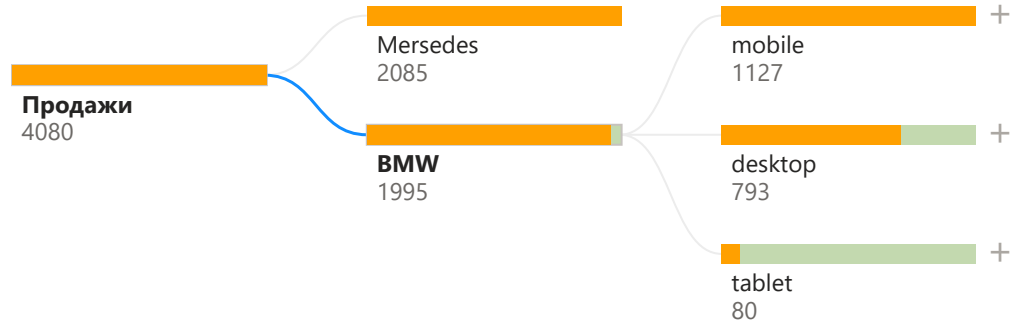 Продажи
4080
Mersedes
2085
BMW
1995
mobile
1127
desktop
793
tablet
80